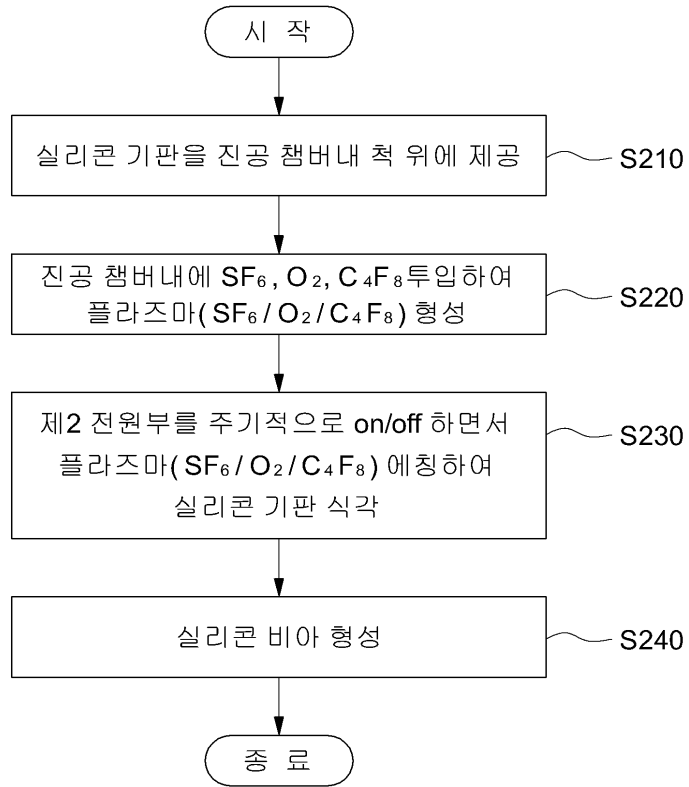 시 작
실리콘 기판을 진공 챔버내 척 위에 제공
S210
진공 챔버내에 SF₆, O₂, C₄F₈투입하여
플라즈마(SF₆/O₂/C₄F₈) 형성
S220
제2 전원부를 주기적으로 on/off 하면서
플라즈마(SF₆/O₂/C₄F₈) 에칭하여
실리콘 기판 식각
S230
실리콘 비아 형성
S240
종 료